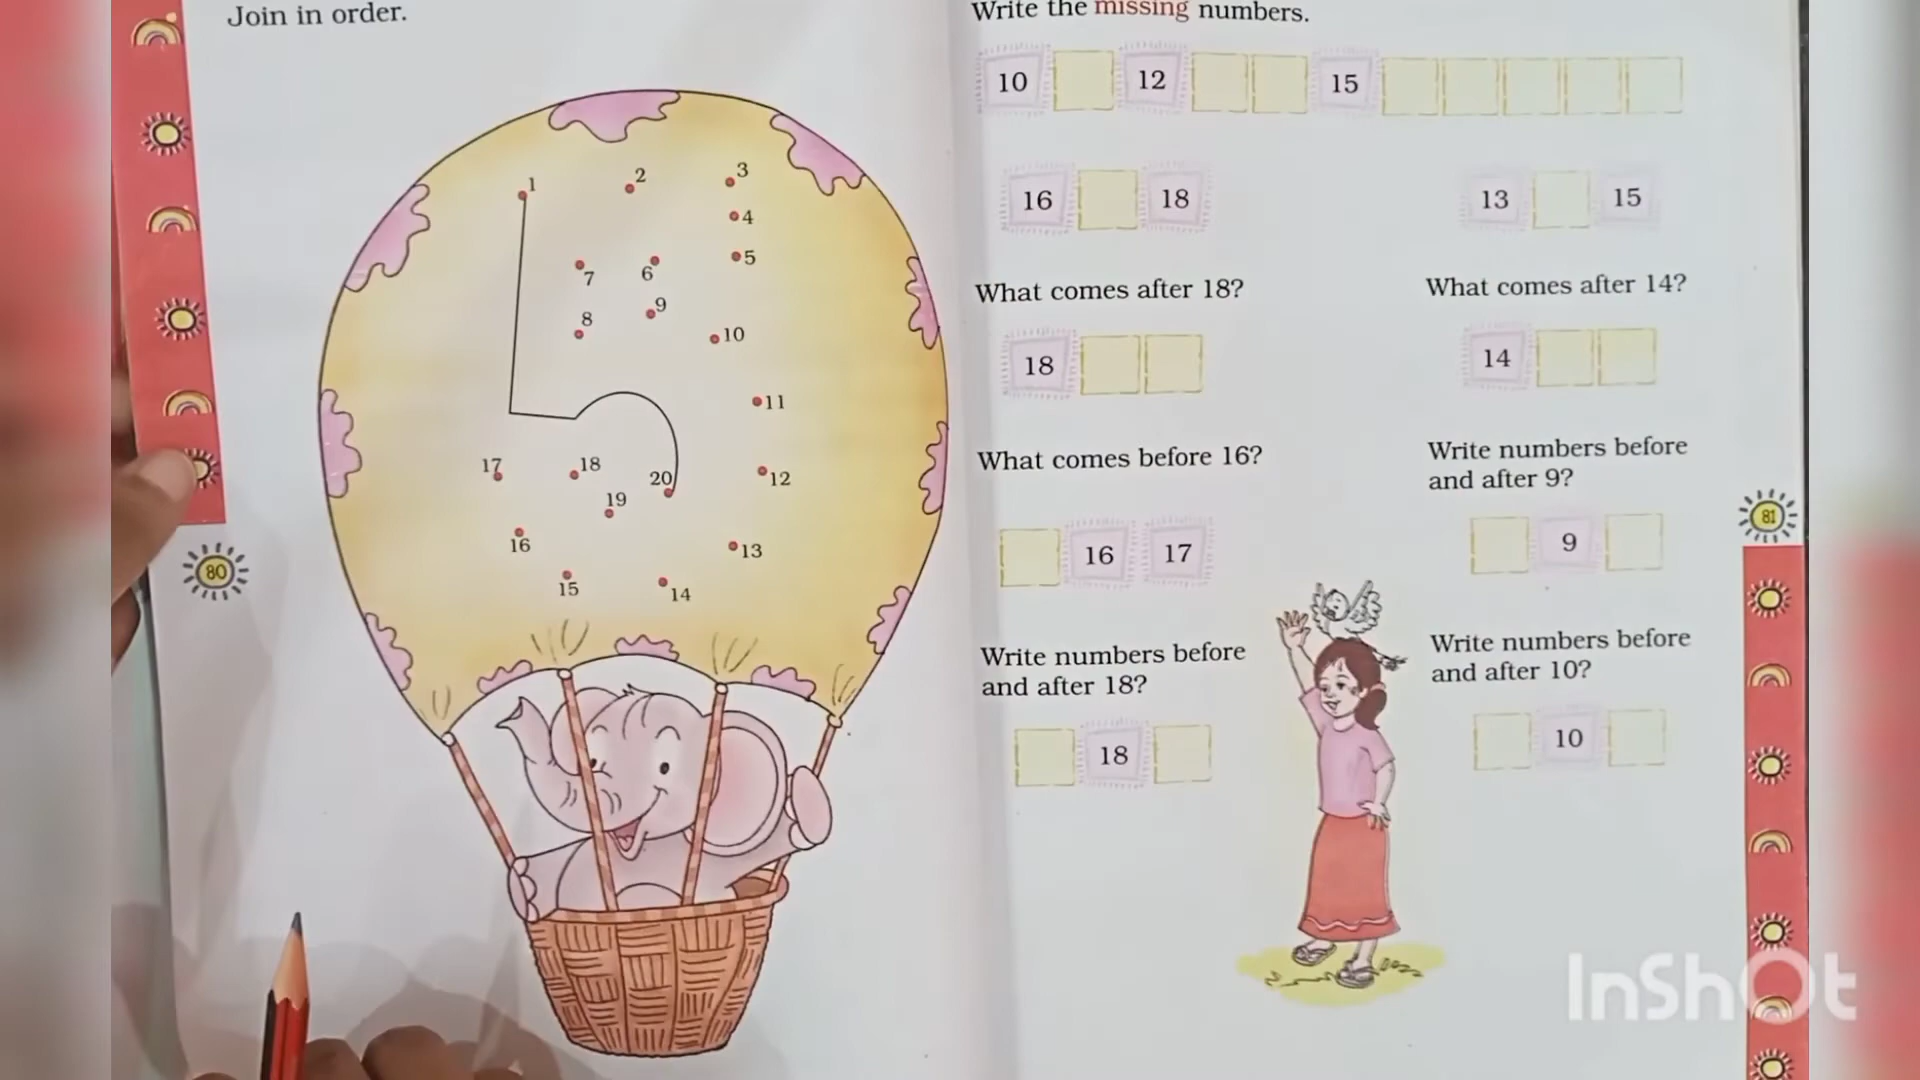 Join in order.
1
2
3
4
5
7
6
8
9
10
11
17
18
20
12
19
16
13
15
14
80
Write the missing numbers.
10 12 15
16 18
13 15
What comes after 18?
What comes after 14?
18
14
What comes before 16?
Write numbers before
and after 9?
16 17
9
Write numbers before
and after 18?
Write numbers before
and after 10?
18
10
81
InShOt